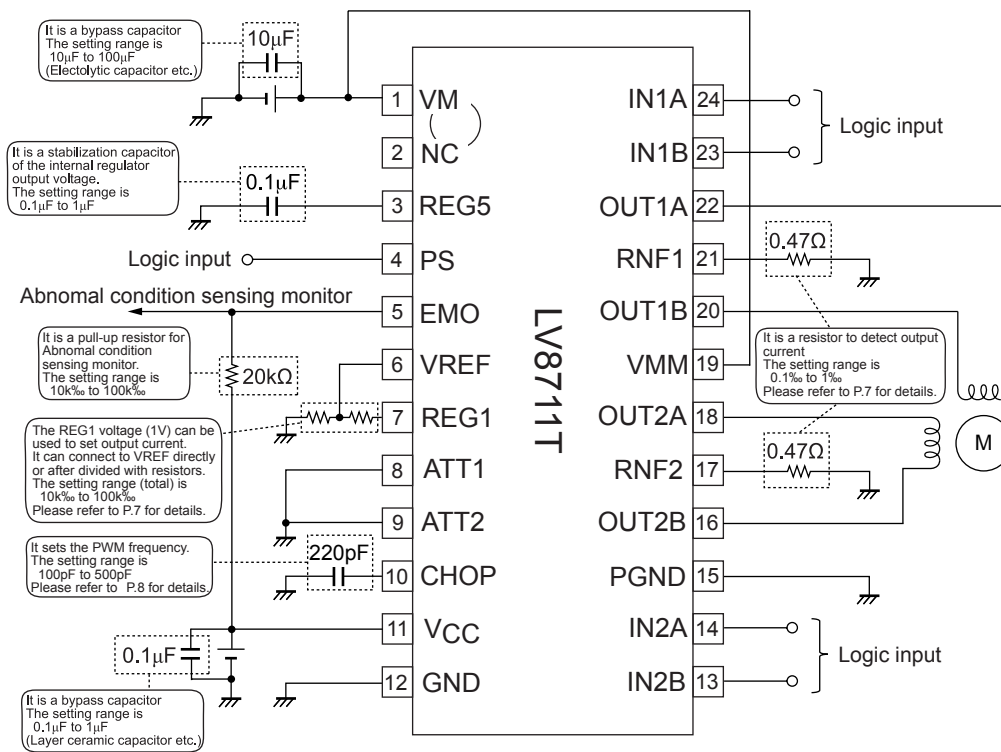 It is a bypass capacitor
The setting range is
10μF to 100μF
(Electolytic capacitor etc.)
10μF
It is a stabilization capacitor
of the internal regulator
output voltage.
The setting range is
0.1μF to 1μF
0.1μF
Logic input
Abnomal condition sensing monitor
It is a pull-up resistor for
Abnomal condition
sensing monitor.
The setting range is
10k‰ to 100k‰
20kΩ
The REG1 voltage (1V) can be
used to set output current.
It can connect to VREF directly
or after divided with resistors.
The setting range (total) is
10k‰ to 100k‰
Please refer to P.7 for details.
It sets the PWM frequency.
The setting range is
100pF to 500pF
Please refer to P.8 for details.
220pF
0.1μF
It is a bypass capacitor
The setting range is
0.1μF to 1μF
(Layer ceramic capacitor etc.)
1 VM
2 NC
3 REG5
4 PS
5 EMO
6 VREF
7 REG1
8 ATT1
9 ATT2
10 CHOP
11 VCC
12 GND
LV8711T
IN1A 24
IN1B 23
OUT1A 22
RNF1 21
OUT1B 20
VMM 19
OUT2A 18
RNF2 17
OUT2B 16
PGND 15
IN2A 14
IN2B 13
Logic input
0.47Ω
It is a resistor to detect output
current
The setting range is
0.1‰ to 1‰
Please refer to P.7 for details.
0.47Ω
M
Logic input